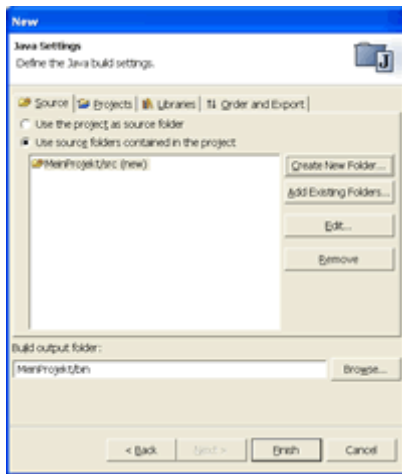 New
Java Settings
Define the Java build settings.
Source Projects Libraries Order and Export
Use the project as source folder
Use source folders contained in the project
MeinProjekt/src (new)
Create New Folder...
Add Existing Folders...
Edit...
Remove
Build output folder:
MeinProjekt/bin
Browse...
< Back Next > Finish Cancel